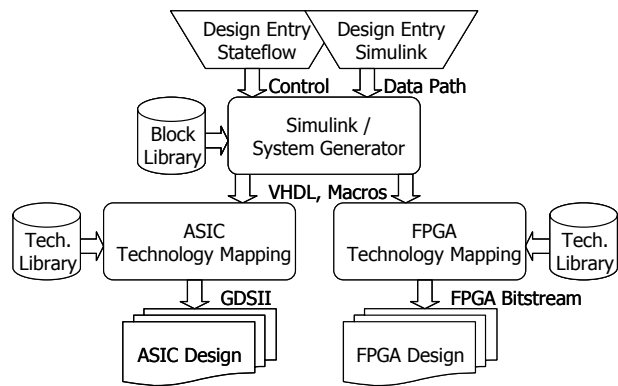 Design Entry
Stateflow
Design Entry
Simulink
Control
Data Path
Block
Library
Simulink /
System Generator
VHDL, Macros
Tech.
Library
ASIC
Technology Mapping
FPGA
Technology Mapping
Tech.
Library
GDSII
FPGA Bitstream
ASIC Design
FPGA Design